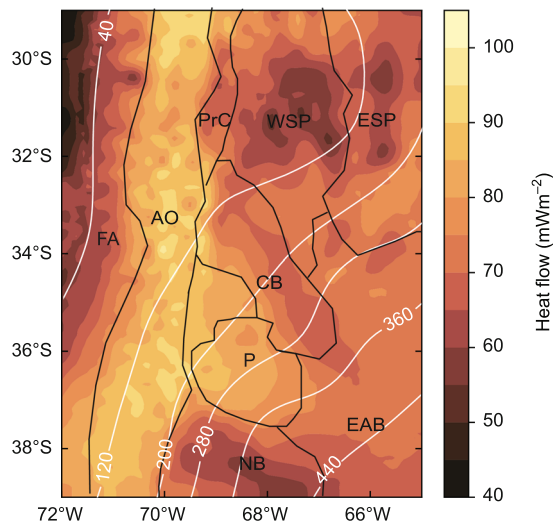 30°S
32°S
34°S
36°S
38°S
72°W
70°W
68°W
66°W
40
120
200
280
360
440
PrC
WSP
ESP
FA
AO
CB
P
EAB
NB
100
90
80
70
60
50
40
Heat flow (mWm−2)